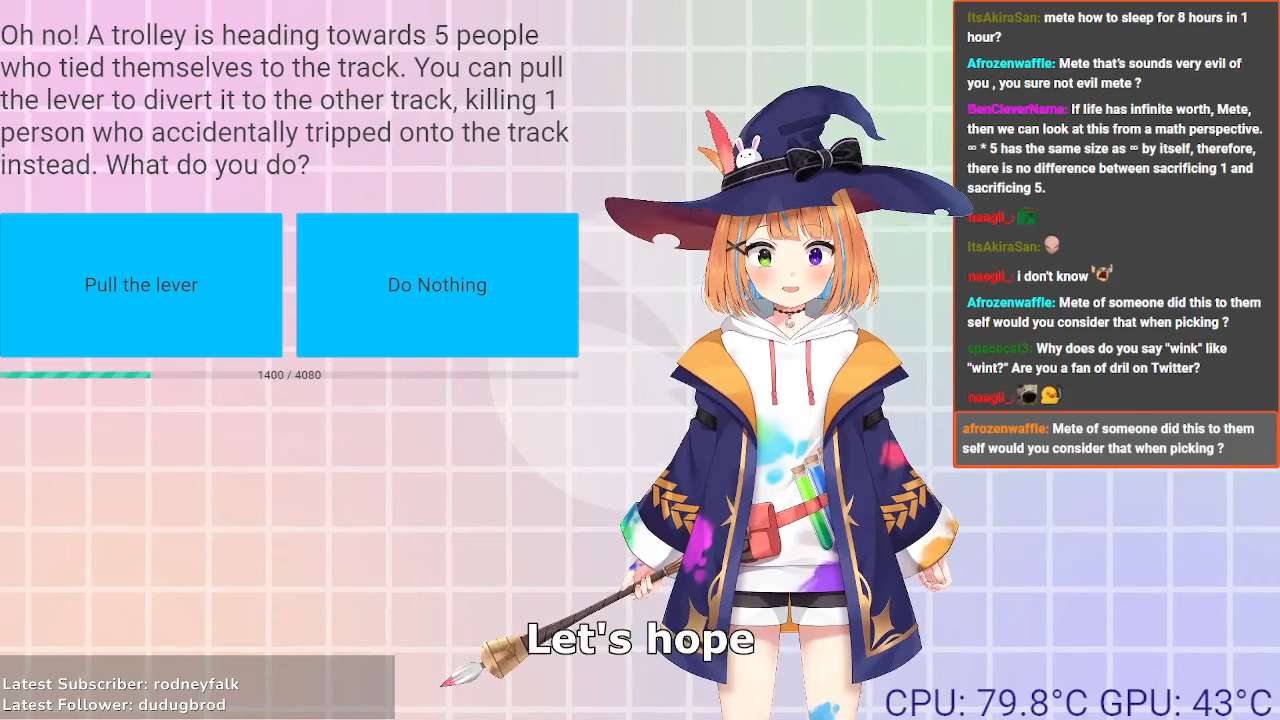 Oh no! A trolley is heading towards 5 people
who tied themselves to the track. You can pull
the lever to divert it to the other track, killing 1
person who accidentally tripped onto the track
instead. What do you do?
Pull the lever
Do Nothing
1400 / 4080
ItsAkiraSan: mete how to sleep for 8 hours in 1
hour?
Afrozenwaffle: Mete that's sounds very evil of
you , you sure not evil mete ?
BenCleverName: If life has infinite worth, Mete,
then we can look at this from a math perspective.
∞ * 5 has the same size as ∞ by itself, therefore,
there is no difference between sacrificing 1 and
sacrificing 5.
naegli_:
ItsAkiraSan:
naegli_: i don't know
Afrozenwaffle: Mete of someone did this to them
self would you consider that when picking ?
spacecat3: Why does do you say "wink" like
"wint?" Are you a fan of dril on Twitter?
naegli_:
afrozenwaffle: Mete of someone did this to them
self would you consider that when picking ?
Let's hope
Latest Subscriber: rodneyfalk
Latest Follower: dudugbrod
CPU: 79.8°C GPU: 43°C